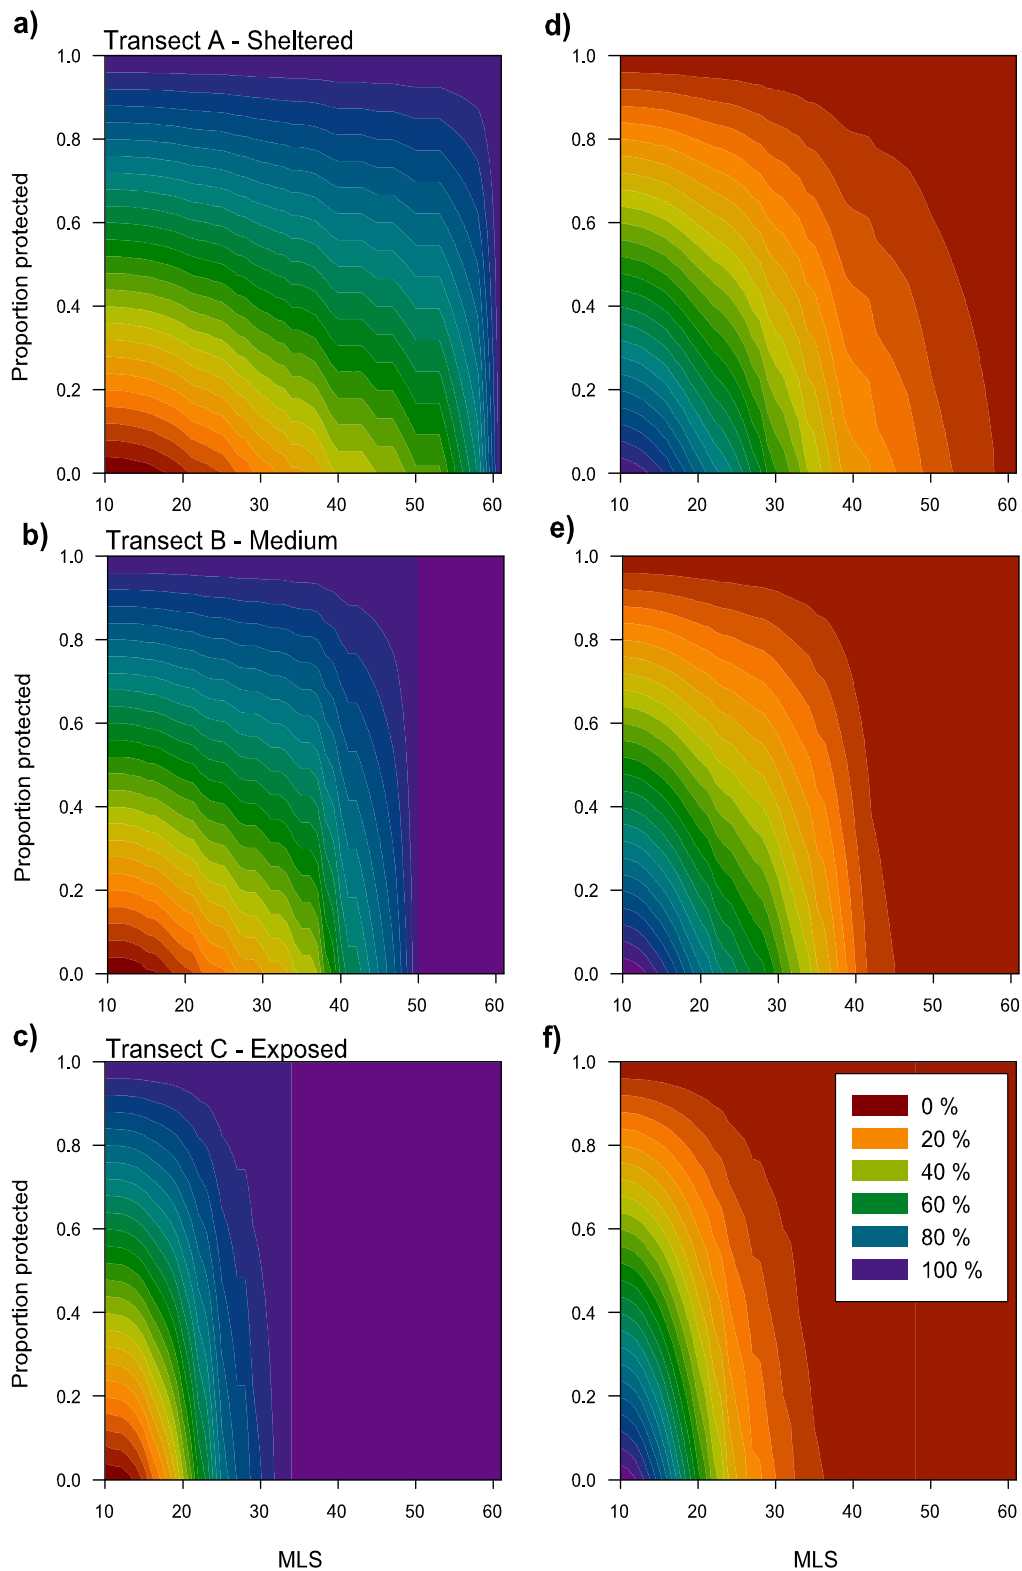 a)
Transect A - Sheltered
d)
1.0
0.8
0.6
0.4
0.2
0.0
Proportion protected
10 20 30 40 50 60
1.0
0.8
0.6
0.4
0.2
0.0
10 20 30 40 50 60
b)
Transect B - Medium
e)
1.0
0.8
0.6
0.4
0.2
0.0
Proportion protected
10 20 30 40 50 60
1.0
0.8
0.6
0.4
0.2
0.0
10 20 30 40 50 60
c)
Transect C - Exposed
f)
1.0
0.8
0.6
0.4
0.2
0.0
Proportion protected
10 20 30 40 50 60
MLS
1.0
0.8
0.6
0.4
0.2
0.0
0 %
20 %
40 %
60 %
80 %
100 %
10 20 30 40 50 60
MLS